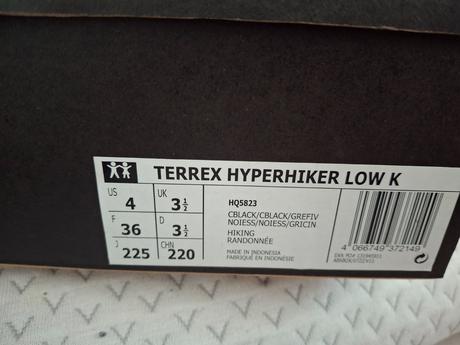 TERREX HYPERHIKER LOW K
US 4 UK 3½
F 36 D 3½
J 225 CHN 220
HQ5823
CBLACK/CBLACK/GREFIV
NOIESS/NOIESS/GRICIN
HIKING
RANDONNÉE
MADE IN INDONESIA
FABRIQUÉ EN INDONÉSIE
4 066749 372149